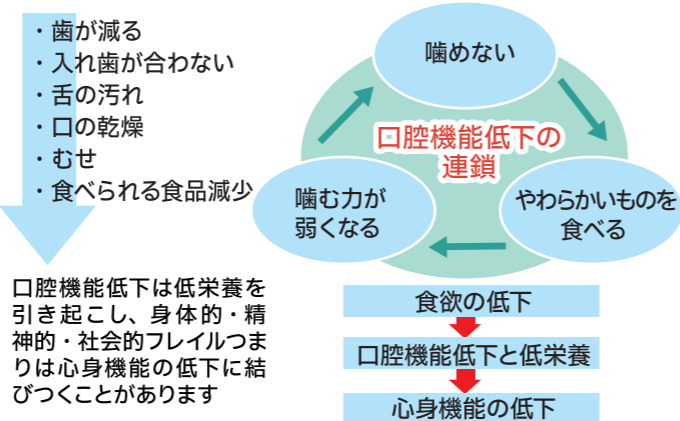 ・歯が減る
・入れ歯が合わない
・舌の汚れ
・口の乾燥
・むせ
・食べられる食品減少
口腔機能低下は低栄養を
引き起こし、身体的・精
神的・社会的フレイルつま
りは心身機能の低下に結
びつくことがあります
噛めない
口腔機能低下の
連鎖
やわらかいものを
食べる
噛む力が
弱くなる
食欲の低下
口腔機能低下と低栄養
心身機能の低下